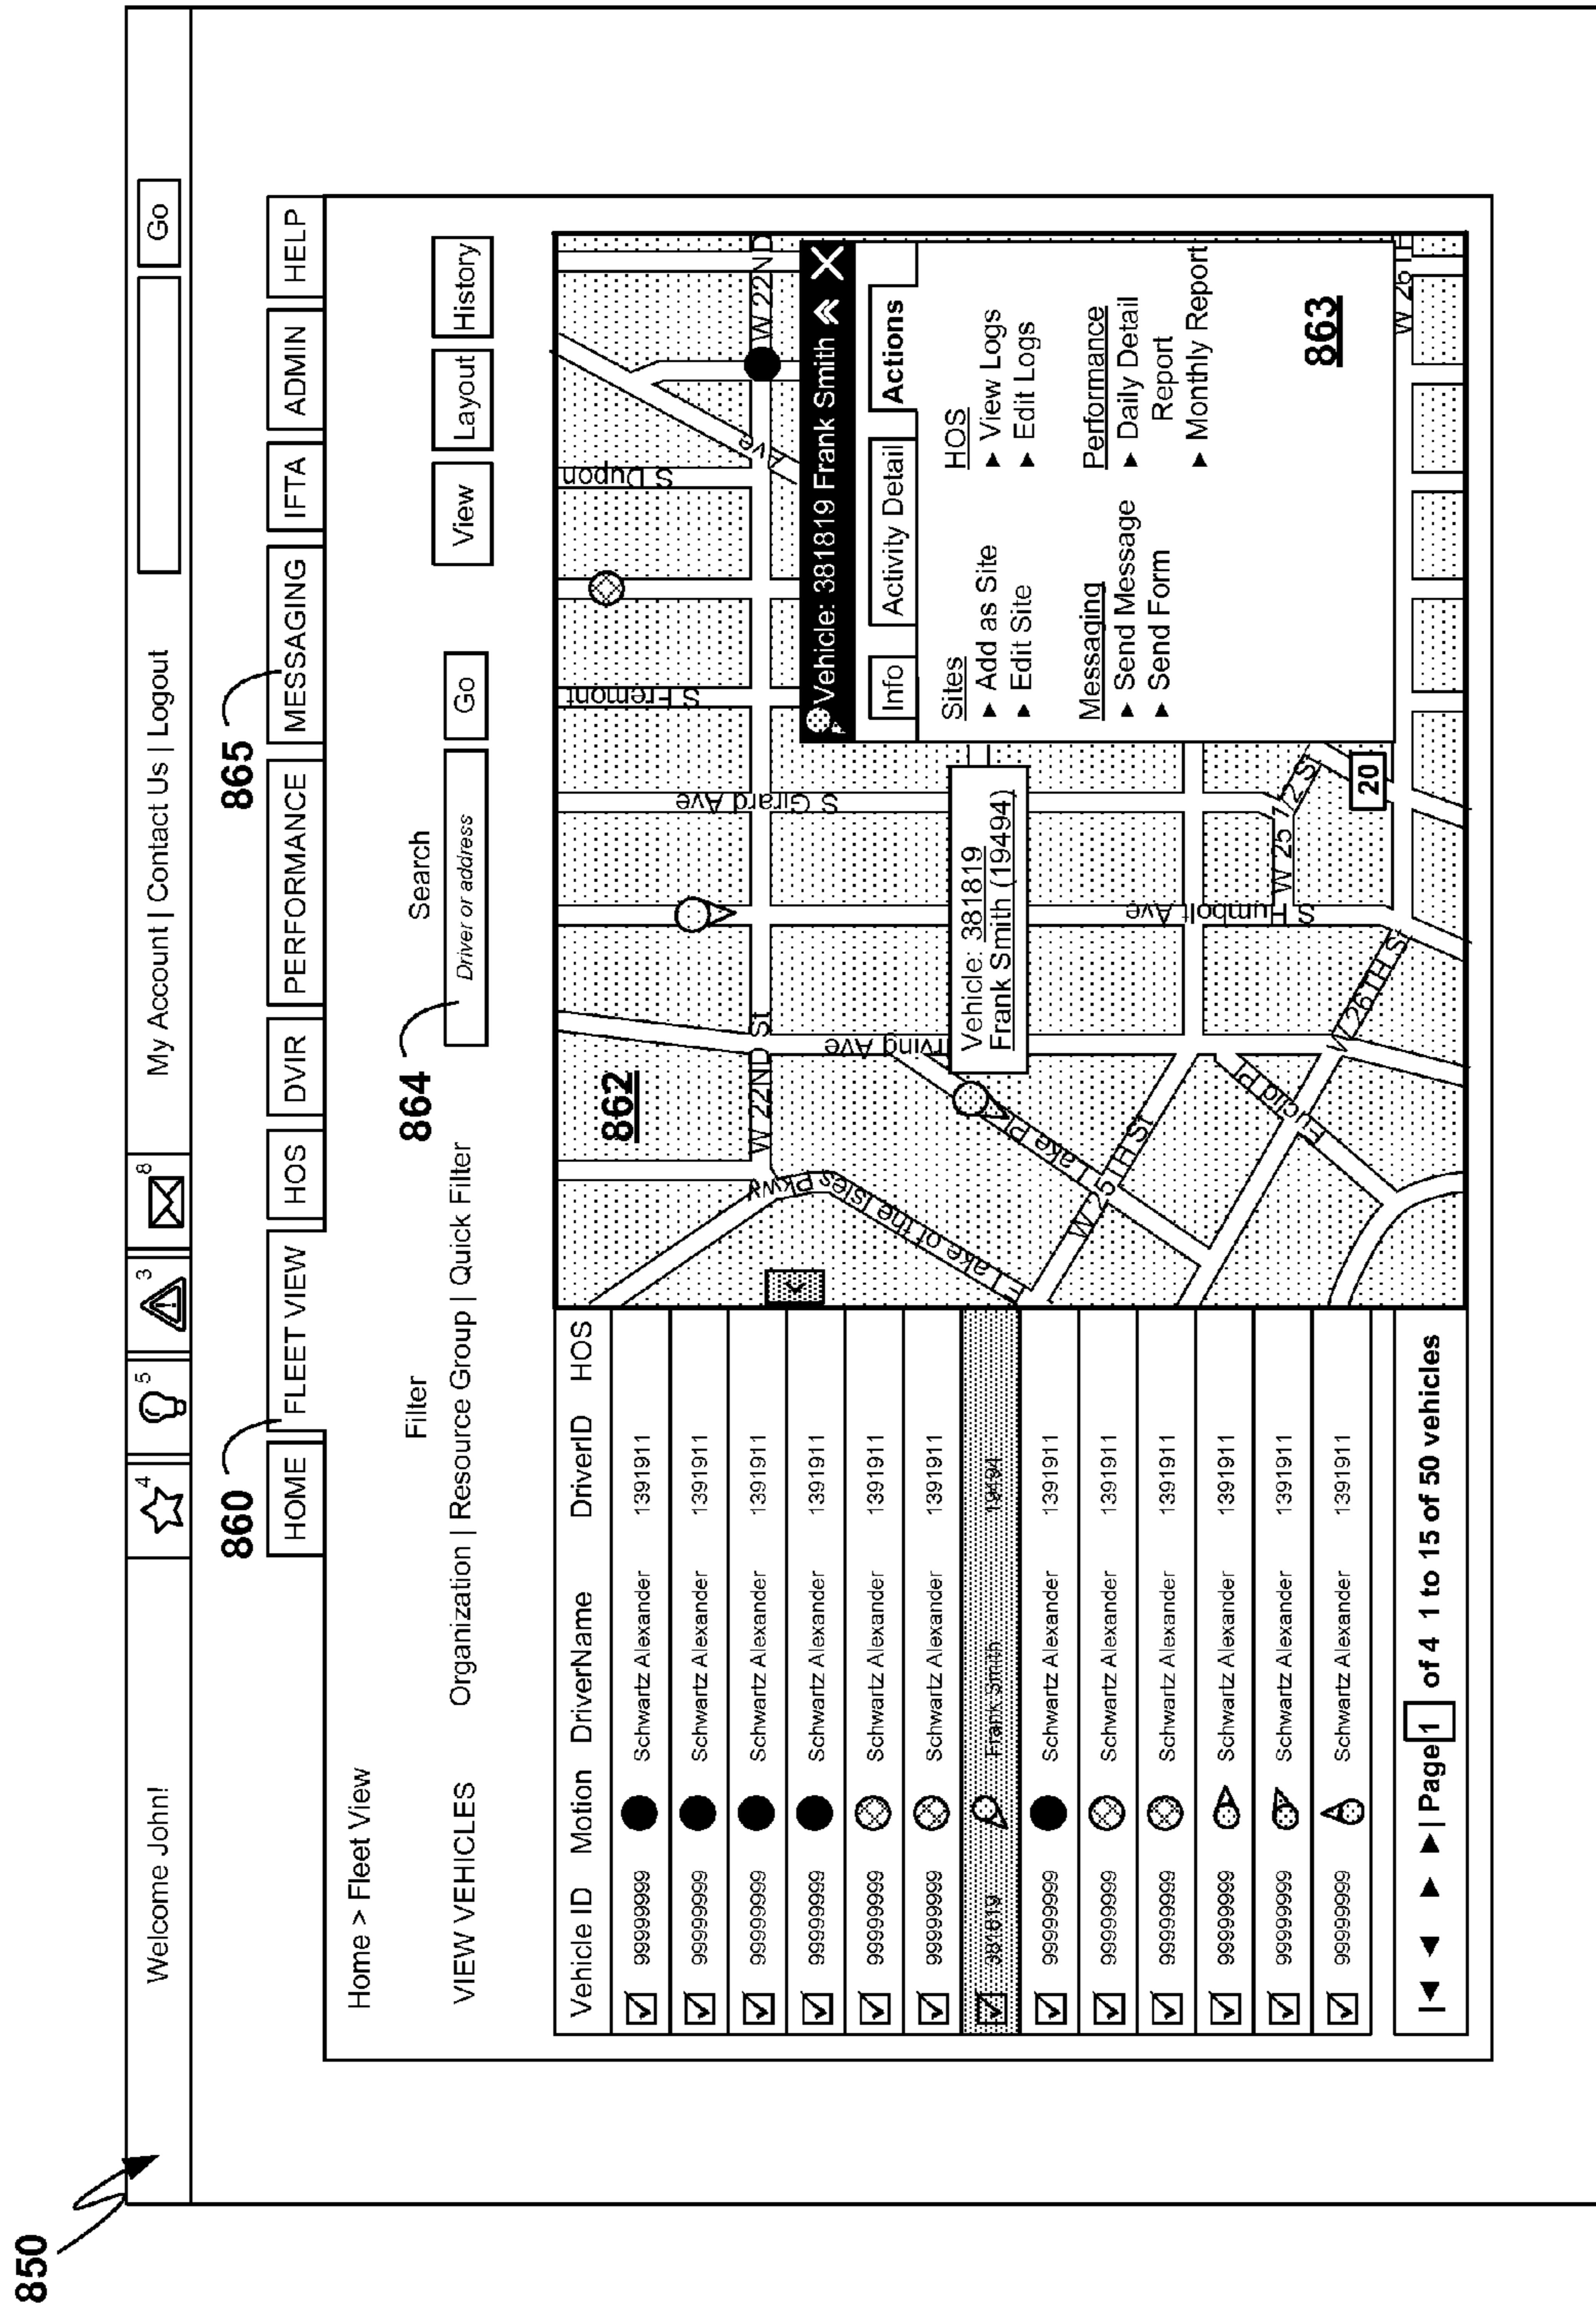 850
Welcome John!
4
5
3
8
My Account | Contact Us | Logout
Go
860
865
HOME
FLEET VIEW
HOS
DVIR
PERFORMANCE
MESSAGING
IFTA
ADMIN
HELP
Home > Fleet View
Filter
864
Search
VIEW VEHICLES
Organization | Resource Group | Quick Filter
Driver or address
Go
View
Layout
History
Vehicle ID Motion DriverName DriverID HOS
99999999 Schwartz Alexander 1391911
99999999 Schwartz Alexander 1391911
99999999 Schwartz Alexander 1391911
99999999 Schwartz Alexander 1391911
99999999 Schwartz Alexander 1391911
99999999 Schwartz Alexander 1391911
381819 Frank Smith 19494
99999999 Schwartz Alexander 1391911
99999999 Schwartz Alexander 1391911
99999999 Schwartz Alexander 1391911
99999999 Schwartz Alexander 1391911
99999999 Schwartz Alexander 1391911
99999999 Schwartz Alexander 1391911
Page 1 of 4 1 to 15 of 50 vehicles
862
W 22ND St
W 22ND
S Dupon
Ave
S Fremont
S Girard Ave
Irving Ave
S Humbolt Ave
E Lake of the Isles Pkwy
Lake Pl
W 25TH St
Euclid Pl
W 26TH St
W 25 1/2 St
20
W 26TH
Vehicle: 381819
Frank Smith (19494)
Vehicle: 381819 Frank Smith
Info
Activity Detail
Actions
Sites
Add as Site
Edit Site
HOS
View Logs
Edit Logs
Messaging
Send Message
Send Form
Performance
Daily Detail
Report
Monthly Report
863